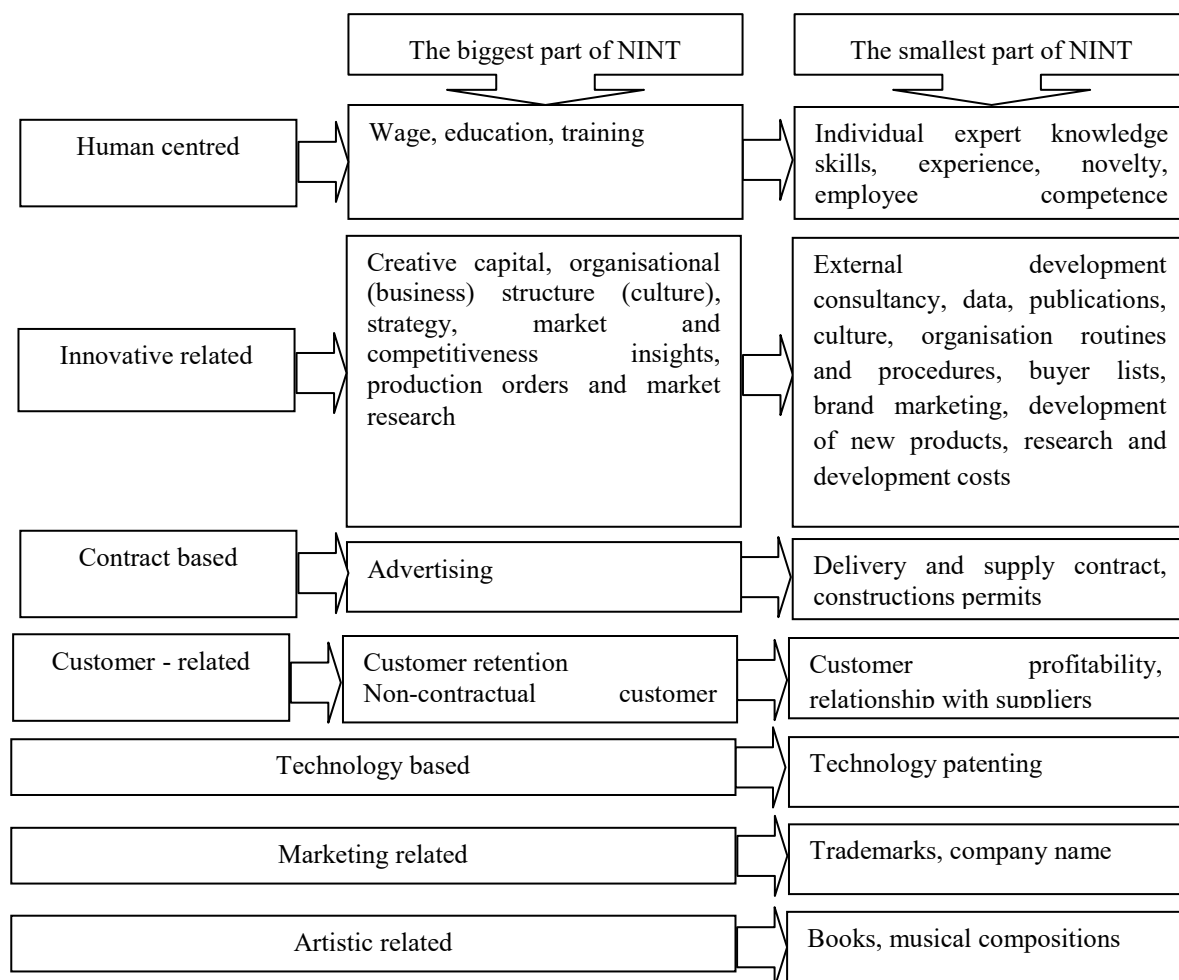 The biggest part of NINT
The smallest part of NINT
Human centred
Wage, education, training
Individual expert knowledge
skills, experience, novelty,
employee competence
Innovative related
Creative capital, organisational
(business) structure (culture),
strategy, market and
competitiveness insights,
production orders and market
research
External development
consultancy, data, publications,
culture, organisation routines
and procedures, buyer lists,
brand marketing, development
of new products, research and
development costs
Contract based
Advertising
Delivery and supply contract,
constructions permits
Customer - related
Customer retention
Non-contractual customer
Customer profitability,
relationship with suppliers
Technology based
Technology patenting
Marketing related
Trademarks, company name
Artistic related
Books, musical compositions